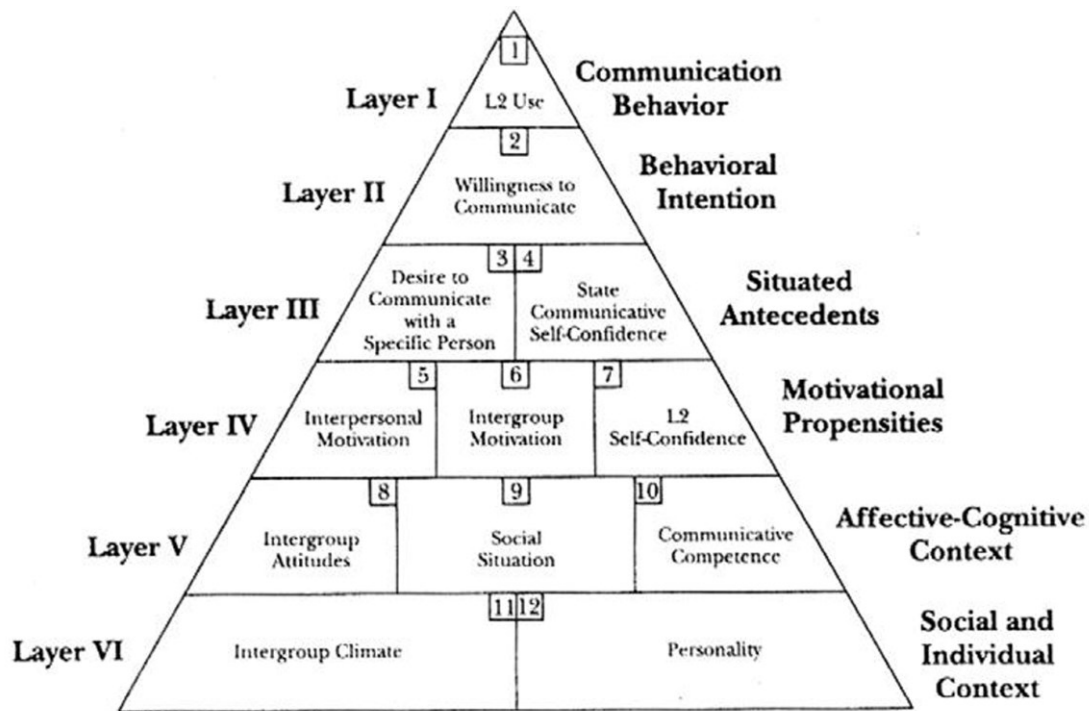 1
Layer I
L2 Use
Communication
Behavior
2
Layer II
Willingness to
Communicate
Behavioral
Intention
3 4
Layer III
Desire to
Communicate
with a
Specific Person
State
Communicative
Self-Confidence
Situated
Antecedents
5 6 7
Layer IV
Interpersonal
Motivation
Intergroup
Motivation
L2
Self-Confidence
Motivational
Propensities
8 9 10
Layer V
Intergroup
Attitudes
Social
Situation
Communicative
Competence
Affective-Cognitive
Context
11 12
Layer VI
Intergroup Climate
Personality
Social and
Individual
Context